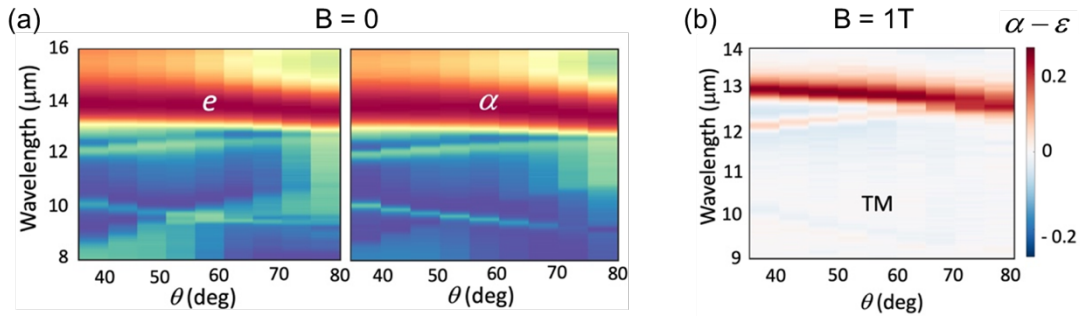 (a)
B = 0
16
14
12
10
8
Wavelength (μm)
e
α
40
50
60
70
80
θ (deg)
40
50
60
70
80
θ (deg)
(b)
B = 1T
α − ε
14
13
12
11
10
9
Wavelength (μm)
TM
40
50
60
70
80
θ (deg)
0.2
0
- 0.2